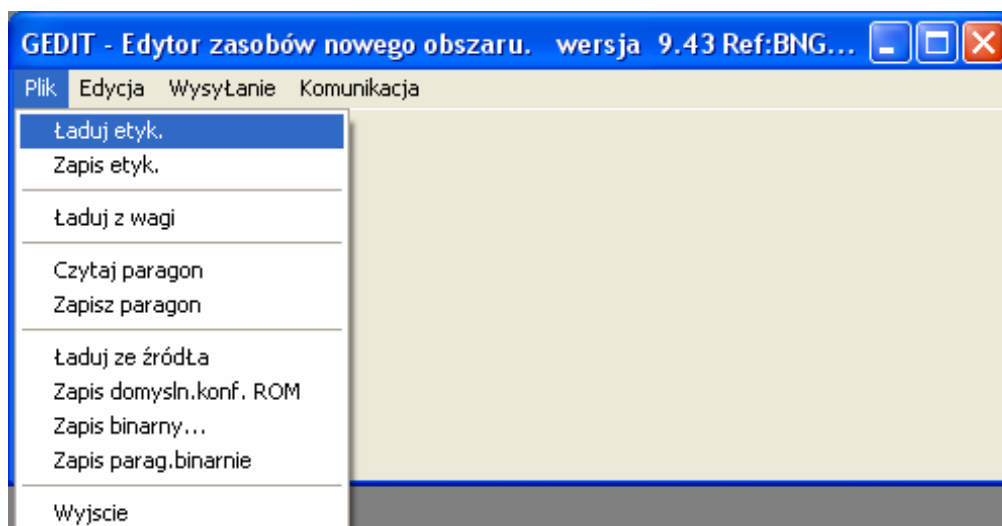 GEDIT - Edytor zasobów nowego obszaru. wersja 9.43 Ref:BNG...
Plik Edycja WysyŁanie Komunikacja
Ładuj etyk.
Zapis etyk.
Ładuj z wagi
Czytaj paragon
Zapisz paragon
Ładuj ze źródŁa
Zapis domysln.konf. ROM
Zapis binarny...
Zapis parag.binarnie
Wyjscie